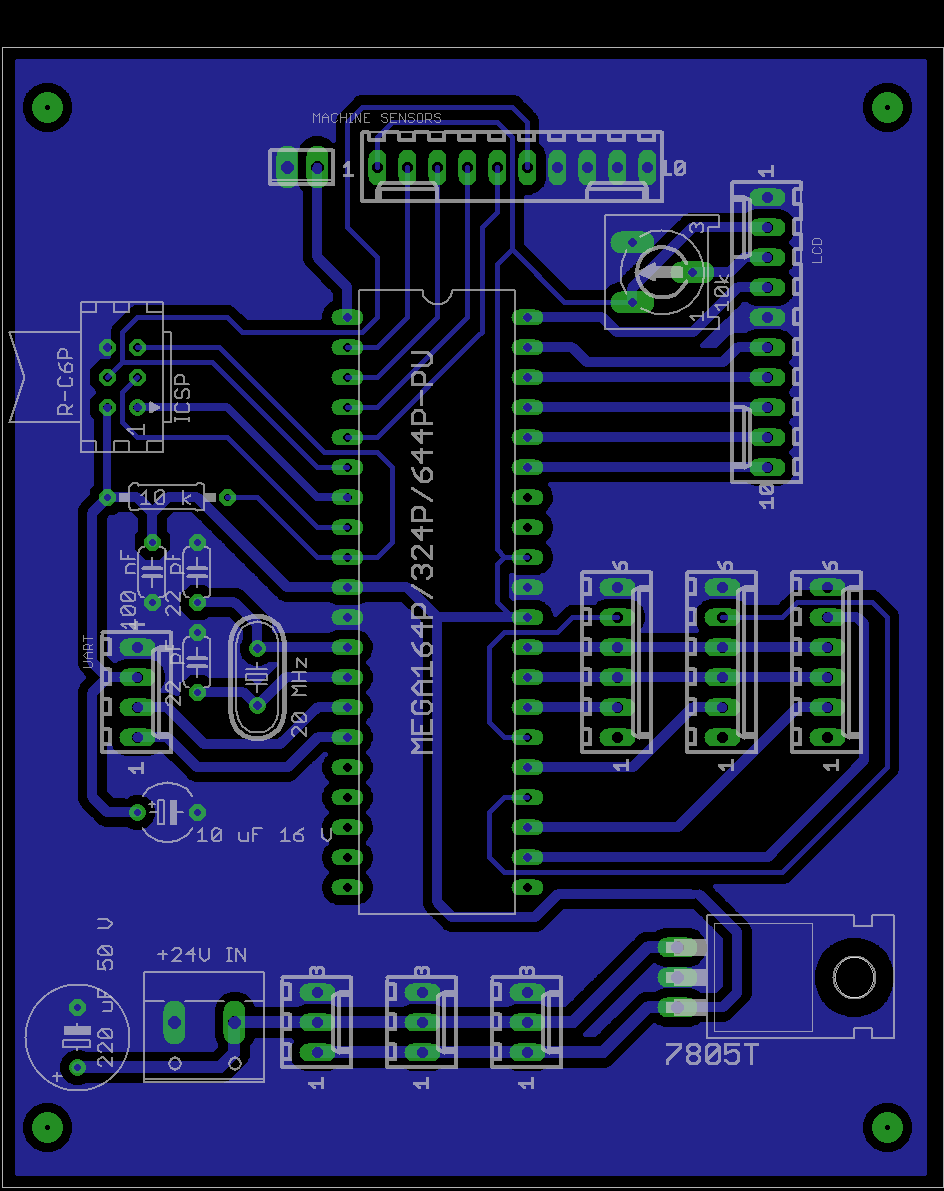 MACHINE SENSORS
1
10
1
LCD
3
10k
1
R-C6P
ICSP
1
10
MEGA164P/324P/644P-PU
10 k
100 nF
22 pF
UART
22 pF
20 MHz
6
6
6
1
1
1
1
10 uF 16 V
+24V IN
220 uF 50 V
3
3
3
7805T
1
1
1